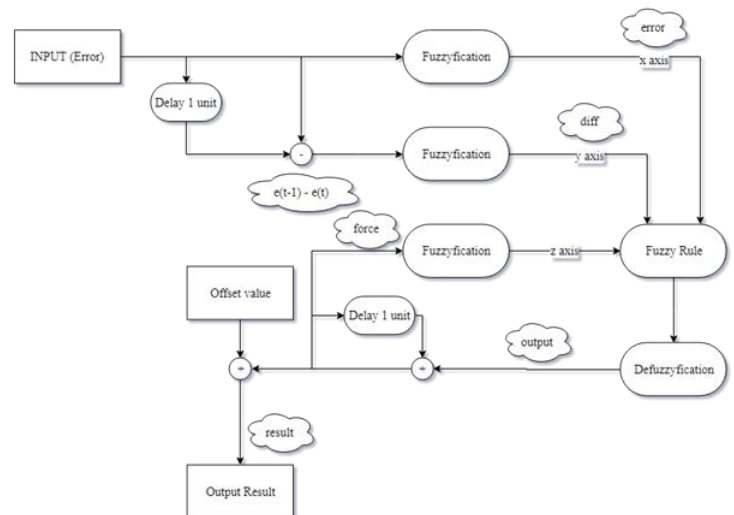 error
INPUT (Error)
Fuzzyfication
x axis
Delay 1 unit
diff
-
Fuzzyfication
y axis
e(t-1) - e(t)
force
Fuzzyfication
z axis
Fuzzy Rule
Offset value
Delay 1 unit
output
+
+
Defuzzyfication
result
Output Result